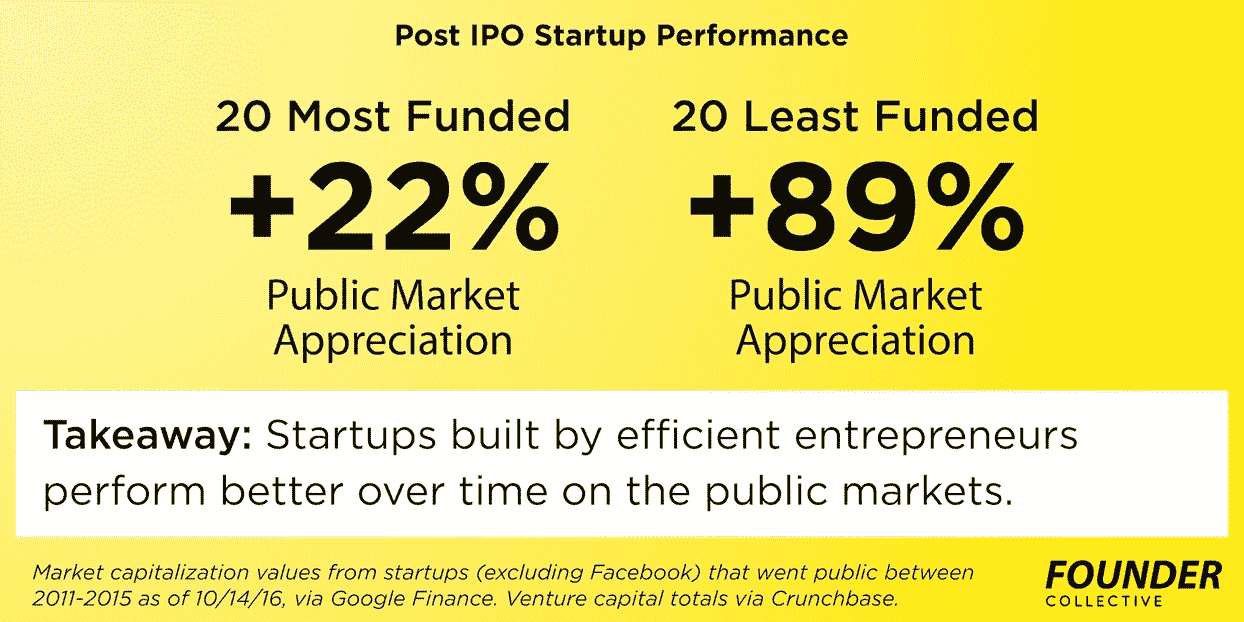 Post IPO Startup Performance
20 Most Funded
+22%
Public Market
Appreciation
20 Least Funded
+89%
Public Market
Appreciation
Takeaway: Startups built by efficient entrepreneurs
perform better over time on the public markets.
Market capitalization values from startups (excluding Facebook) that went public between
2011-2015 as of 10/14/16, via Google Finance. Venture capital totals via Crunchbase.
FOUNDER
COLLECTIVE